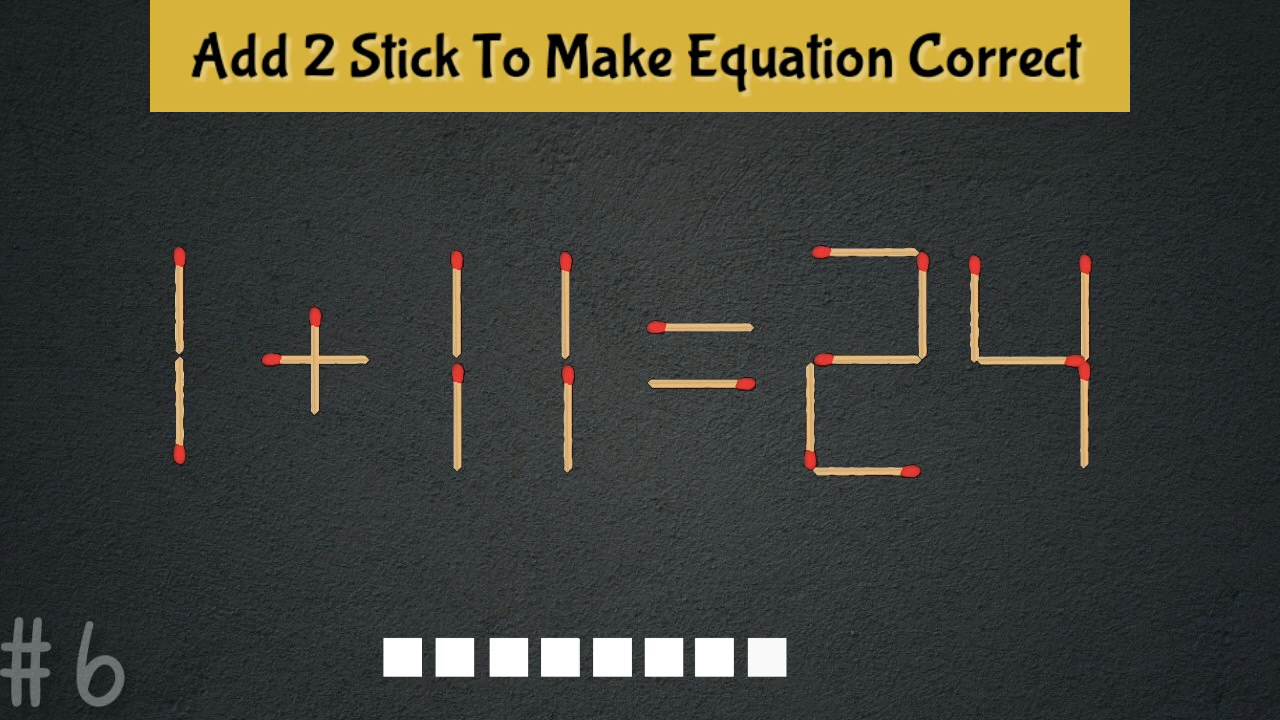 Add 2 Stick To Make Equation Correct
1 + 11 = 24
#6